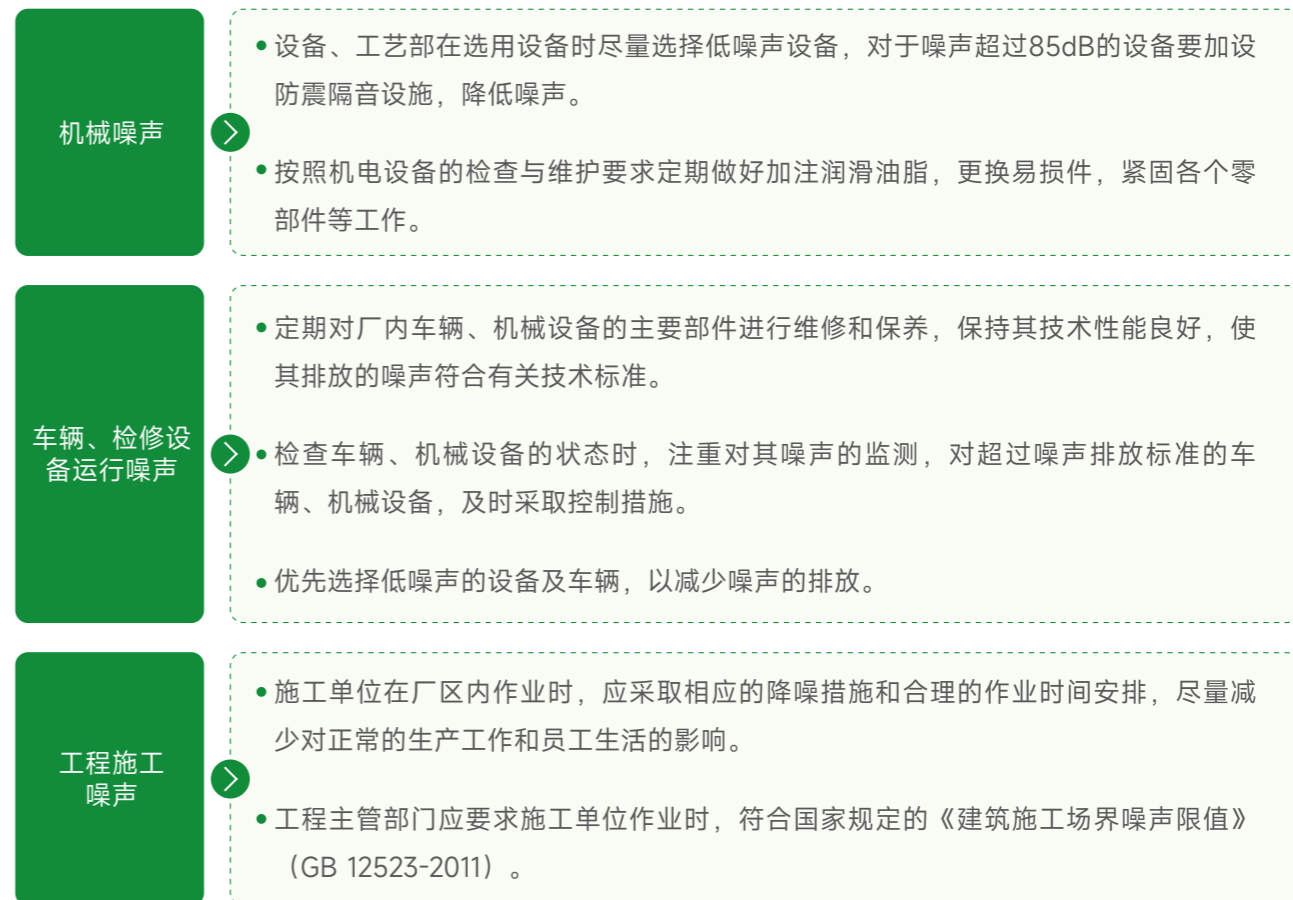 机械噪声
●设备、工艺部在选用设备时尽量选择低噪声设备，对于噪声超过85dB的设备要加设
防震隔音设施，降低噪声。
●按照机电设备的检查与维护要求定期做好加注润滑油脂，更换易损件，紧固各个零
部件等工作。
车辆、检修设
备运行噪声
●定期对厂内车辆、机械设备的主要部件进行维修和保养，保持其技术性能良好，使
其排放的噪声符合有关技术标准。
●检查车辆、机械设备的状态时，注重对其噪声的监测，对超过噪声排放标准的车
辆、机械设备，及时采取控制措施。
●优先选择低噪声的设备及车辆，以减少噪声的排放。
工程施工
噪声
●施工单位在厂区内作业时，应采取相应的降噪措施和合理的作业时间安排，尽量减
少对正常的生产工作和员工生活的影响。
●工程主管部门应要求施工单位作业时，符合国家规定的《建筑施工场界噪声限值》
（GB 12523-2011）。